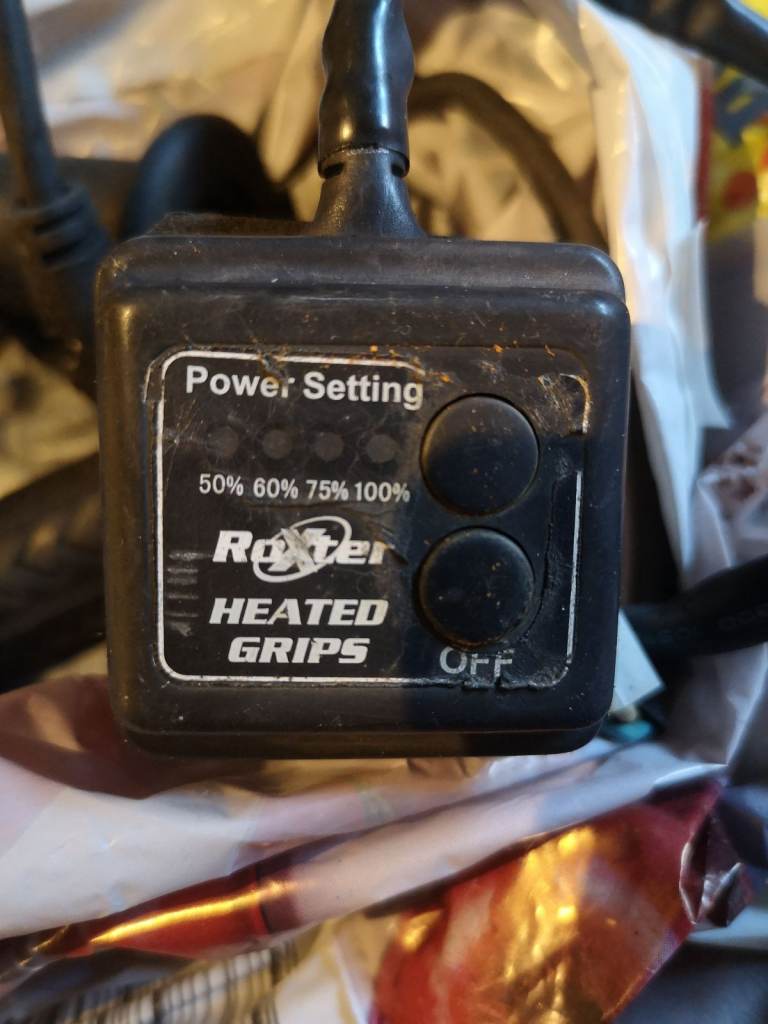 Power Setting
50% 60% 75% 100%
RoXter
HEATED
GRIPS
OFF